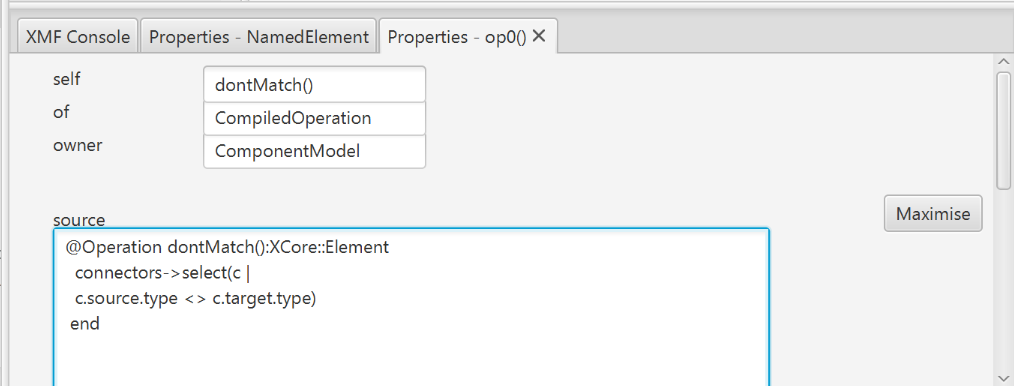 XMF Console
Properties - NamedElement
Properties - op0()
self
dontMatch()
of
CompiledOperation
owner
ComponentModel
source
Maximise
@Operation dontMatch():XCore::Element
connectors->select(c |
c.source.type <> c.target.type)
end